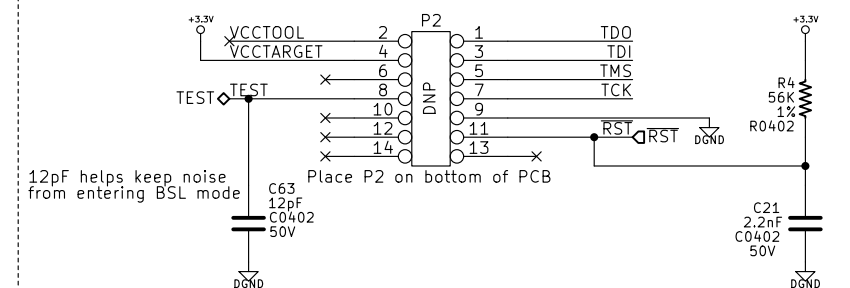 P2
+3.3V
+3.3V
VCCTOOL 2 1 TDO
VCCTARGET 4 3 TDI
6 5 TMS
TEST TEST 8 7 TCK
10 9
12 11 RST RST
14 13
DNP
DGND
R4
56K
1%
R0402
Place P2 on bottom of PCB
12pF helps keep noise
from entering BSL mode
C63
12pF
C0402
50V
DGND
C21
2.2nF
C0402
50V
DGND